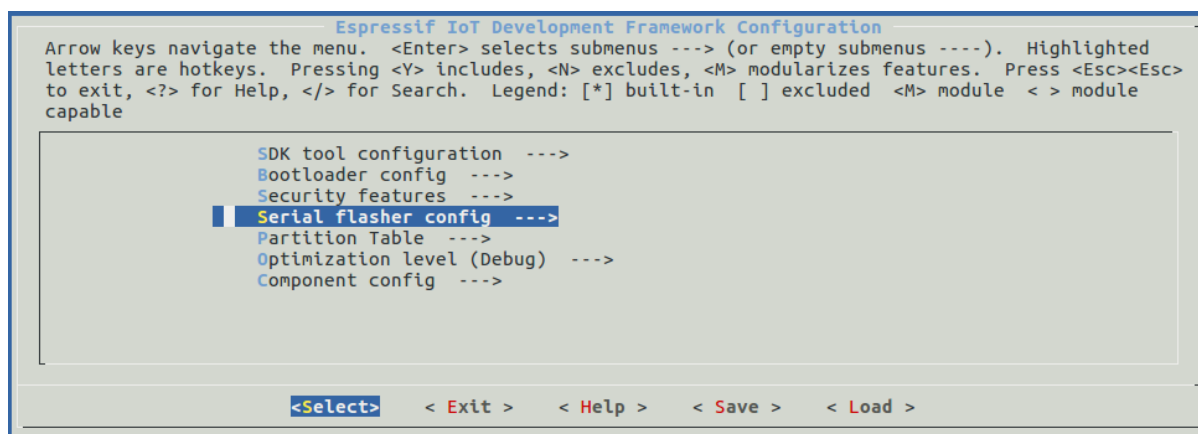 Espressif IoT Development Framework Configuration
Arrow keys navigate the menu.  <Enter> selects submenus ---> (or empty submenus ----).  Highlighted
letters are hotkeys.  Pressing <Y> includes, <N> excludes, <M> modularizes features.  Press <Esc><Esc>
to exit, <?> for Help, </> for Search.  Legend: [*] built-in  [ ] excluded  <M> module  < > module
capable
SDK tool configuration  --->
Bootloader config  --->
Security features  --->
Serial flasher config  --->
Partition Table  --->
Optimization level (Debug)  --->
Component config  --->
<Select>    < Exit >    < Help >    < Save >    < Load >